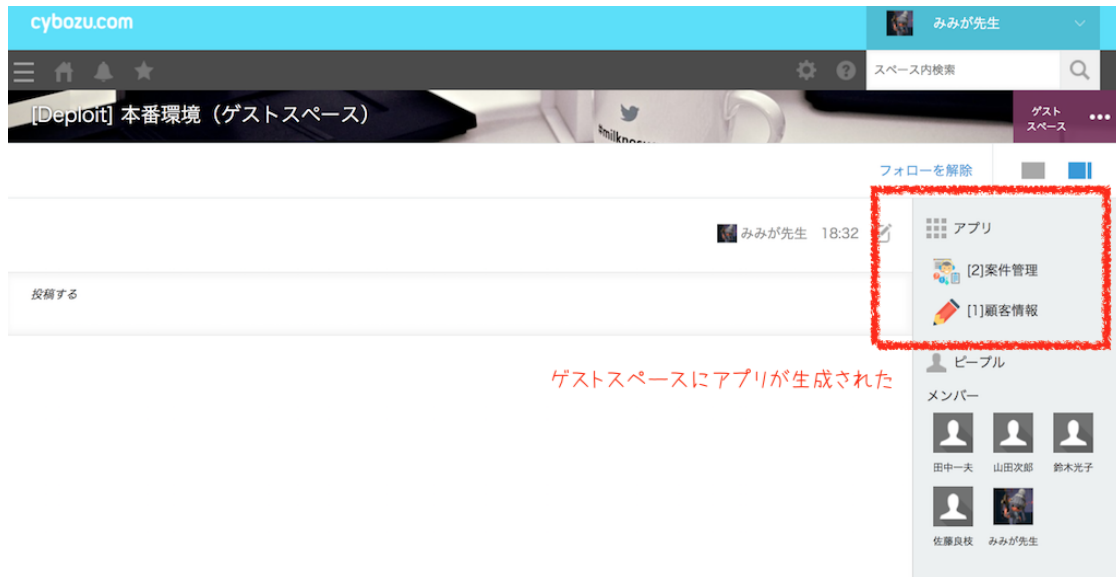 cybozu.com
みみが先生
スペース内検索
[Deploit] 本番環境（ゲストスペース）
ゲスト
スペース
フォローを解除
みみが先生 18:32
アプリ
[2]案件管理
[1]顧客情報
投稿する
ゲストスペースにアプリが生成された
ピープル
メンバー
田中一夫 山田次郎 鈴木光子
佐藤良枝 みみが先生